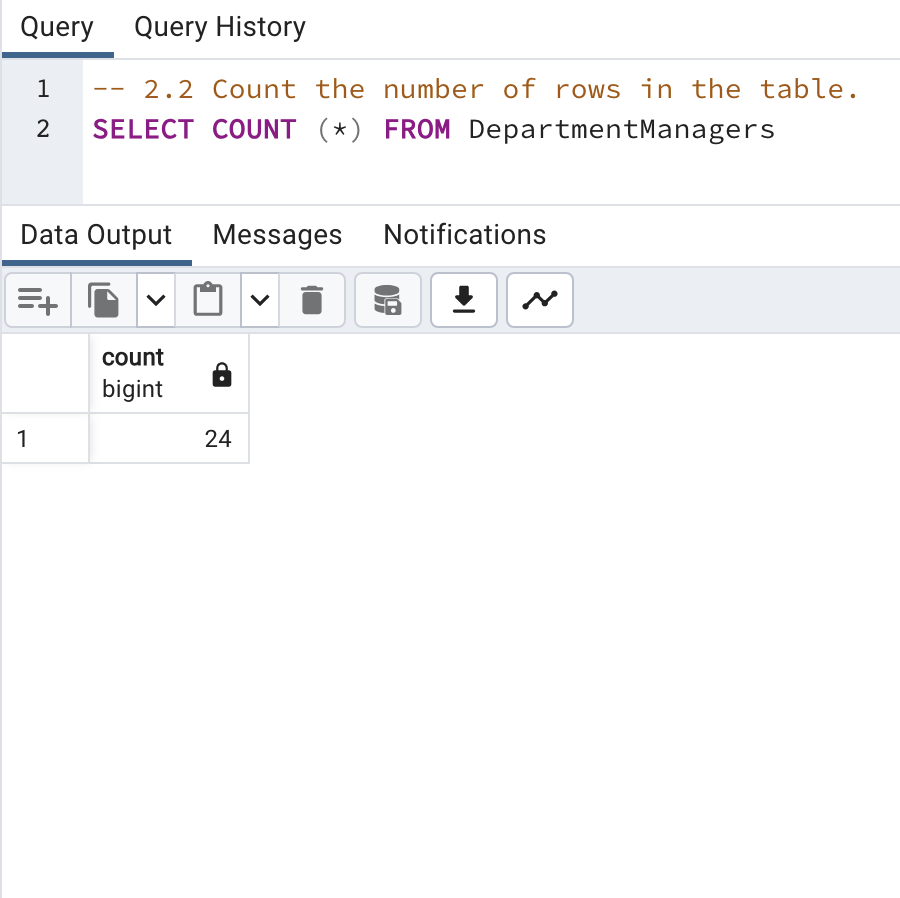 Query Query History
1 -- 2.2 Count the number of rows in the table.
2 SELECT COUNT (*) FROM DepartmentManagers
Data Output Messages Notifications
count
bigint
1 24